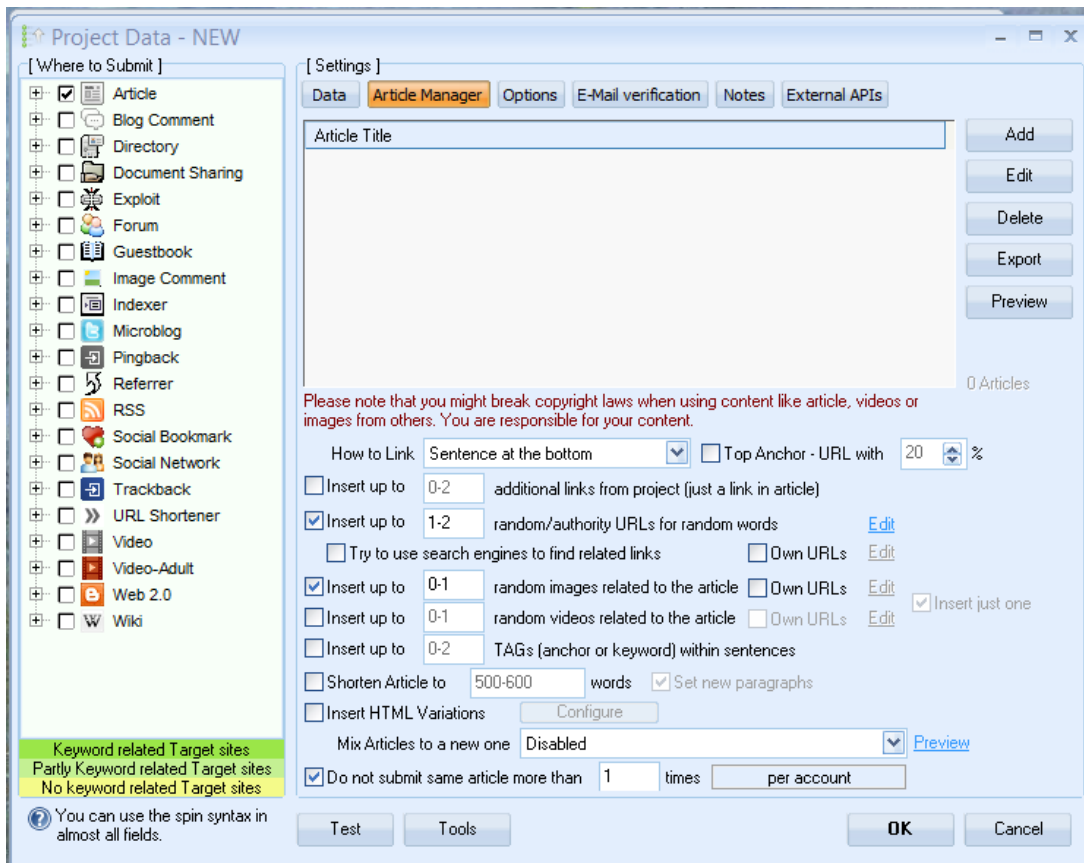 Project Data - NEW
[ Where to Submit ]
Article
Blog Comment
Directory
Document Sharing
Exploit
Forum
Guestbook
Image Comment
Indexer
Microblog
Pingback
Referrer
RSS
Social Bookmark
Social Network
Trackback
URL Shortener
Video
Video-Adult
Web 2.0
Wiki
Keyword related Target sites
Partly Keyword related Target sites
No keyword related Target sites
You can use the spin syntax in
almost all fields.
[ Settings ]
Data Article Manager Options E-Mail verification Notes External APIs
Article Title
Add
Edit
Delete
Export
Preview
0 Articles
Please note that you might break copyright laws when using content like article, videos or
images from others. You are responsible for your content.
How to Link Sentence at the bottom Top Anchor - URL with 20 %
Insert up to 0-2 additional links from project (just a link in article)
Insert up to 1-2 random/authority URLs for random words Edit
Try to use search engines to find related links Own URLs Edit
Insert up to 0-1 random images related to the article Own URLs Edit
Insert just one
Insert up to 0-1 random videos related to the article Own URLs Edit
Insert up to 0-2 TAGs (anchor or keyword) within sentences
Shorten Article to 500-600 words Set new paragraphs
Insert HTML Variations Configure
Mix Articles to a new one Disabled Preview
Do not submit same article more than 1 times per account
Test Tools OK Cancel